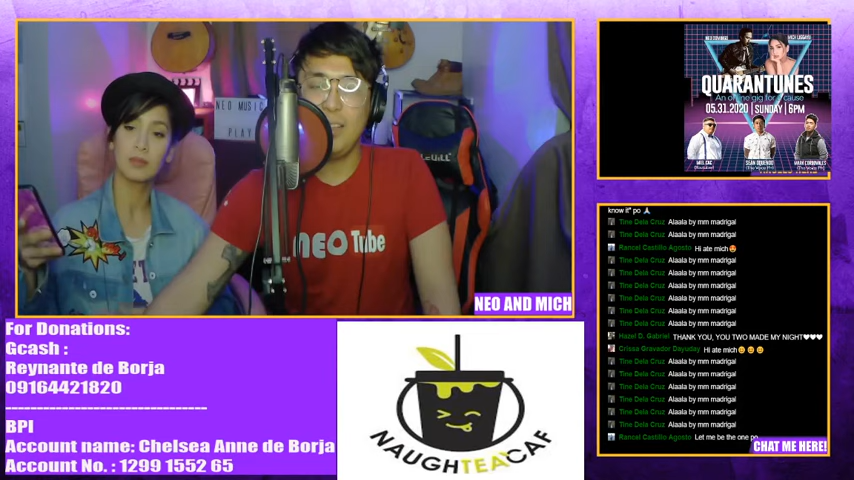 NEO MUSIC
PLAY
NEO Tube
NEO AND MICH
QUARANTUNES
An online gig for a cause
05.31.2020 | SUNDAY | 6PM
know it" po
Tine Dela Cruz Alaala by mm madrigal
Tine Dela Cruz Alaala by mm madrigal
Rancel Castillo Agosto Hi ate mich😍
Tine Dela Cruz Alaala by mm madrigal
Tine Dela Cruz Alaala by mm madrigal
Tine Dela Cruz Alaala by mm madrigal
Tine Dela Cruz Alaala by mm madrigal
Tine Dela Cruz Alaala by mm madrigal
Tine Dela Cruz Alaala by mm madrigal
Hazel D. Gabriel THANK YOU, YOU TWO MADE MY NIGHT♥♥♥
Crissa Gravador Dayuday Hi ate mich
Tine Dela Cruz Alaala by mm madrigal
Tine Dela Cruz Alaala by mm madrigal
Tine Dela Cruz Alaala by mm madrigal
Tine Dela Cruz Alaala by mm madrigal
Tine Dela Cruz Alaala by mm madrigal
Tine Dela Cruz Alaala by mm madrigal
Rancel Castillo Agosto Let me be the one po
CHAT ME HERE!
For Donations:
Gcash :
Reynante de Borja
09164421820
--------------------------------
BPI
Account name: Chelsea Anne de Borja
Account No. : 1299 1552 65
NAUGHTEA CAF